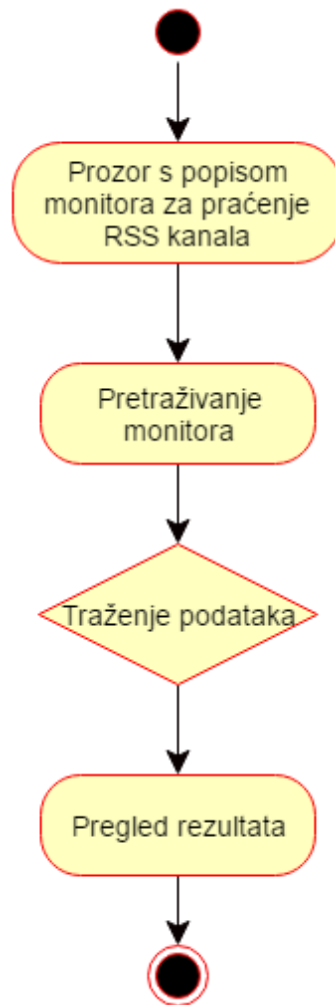 Prozor s popisom
monitora za praćenje
RSS kanala
Pretraživanje
monitora
Traženje podataka
Pregled rezultata